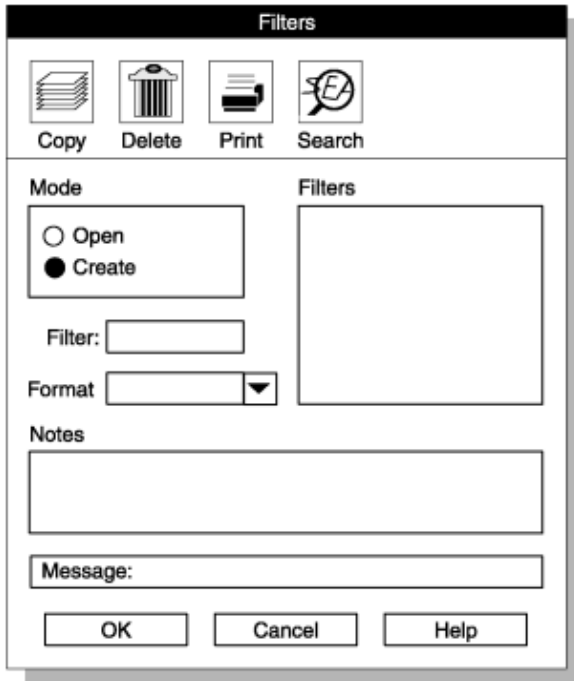 Filters
Copy Delete Print Search
Mode
Filters
Open
Create
Filter:
Format
Notes
Message:
OK Cancel Help